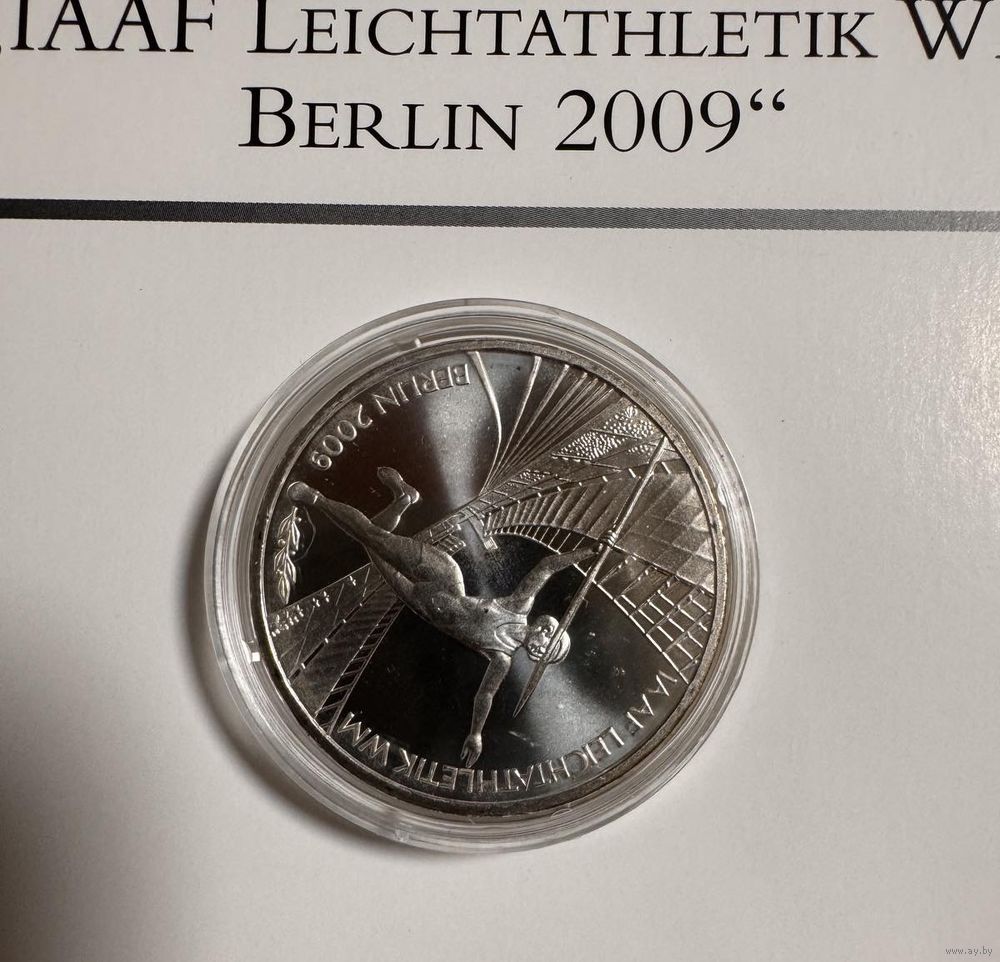 „IAAF LEICHTATHLETIK W
BERLIN 2009“
BERLIN 2009
IAAF LEICHTATHLETIK WM
www.ay.by